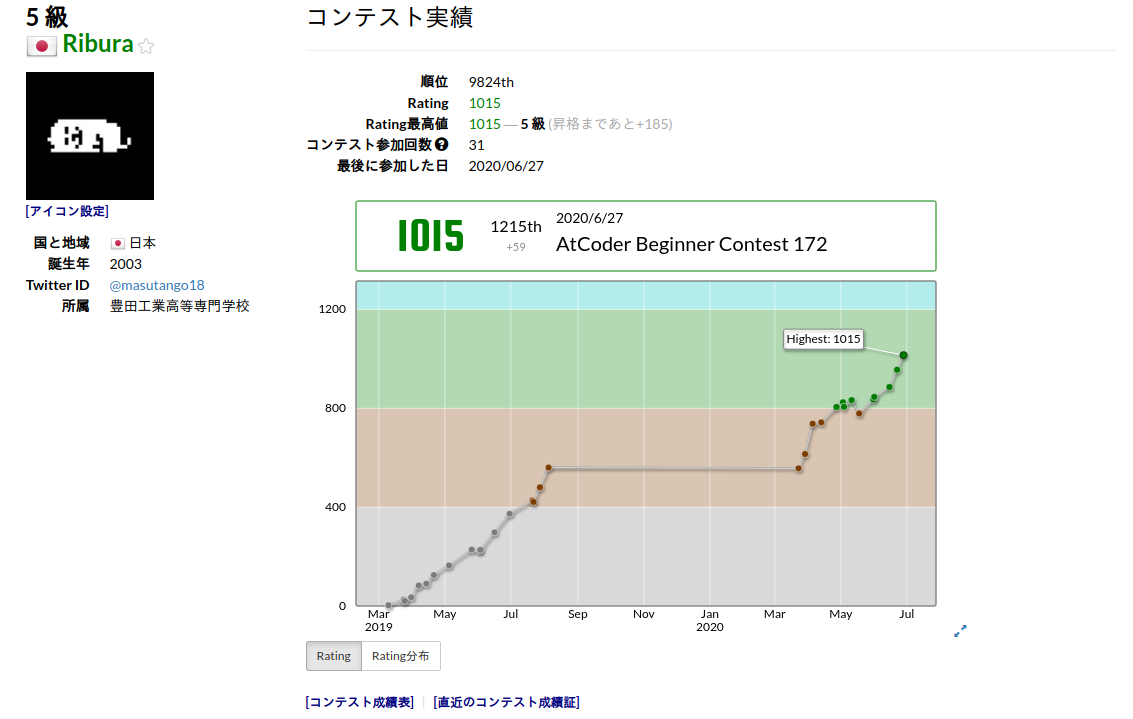 5 級
Ribura
[アイコン設定]
国と地域 日本
誕生年 2003
Twitter ID @masutango18
所属 豊田工業高等専門学校
コンテスト実績
順位 9824th
Rating 1015
Rating最高値 1015 ― 5 級 (昇格まであと+185)
コンテスト参加回数 31
最後に参加した日 2020/06/27
1015 1215th +59
2020/6/27
AtCoder Beginner Contest 172
1200
Highest: 1015
800
400
0
Mar May Jul Sep Nov Jan Mar May Jul
2019 2020
Rating Rating分布
[コンテスト成績表] | [直近のコンテスト成績証]